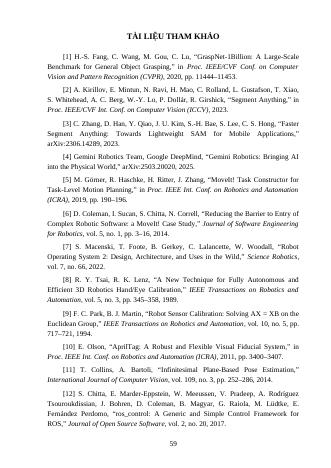 TÀI LIỆU THAM KHẢO
[1] H.-S. Fang, C. Wang, M. Gou, C. Lu, “GraspNet-1Billion: A Large-Scale
Benchmark for General Object Grasping,” in Proc. IEEE/CVF Conf. on Computer
Vision and Pattern Recognition (CVPR), 2020, pp. 11444–11453.
[2] A. Kirillov, E. Mintun, N. Ravi, H. Mao, C. Rolland, L. Gustafson, T. Xiao,
S. Whitehead, A. C. Berg, W.-Y. Lo, P. Dollár, R. Girshick, “Segment Anything,” in
Proc. IEEE/CVF Int. Conf. on Computer Vision (ICCV), 2023.
[3] C. Zhang, D. Han, Y. Qiao, J. U. Kim, S.-H. Bae, S. Lee, C. S. Hong, “Faster
Segment Anything: Towards Lightweight SAM for Mobile Applications,”
arXiv:2306.14289, 2023.
[4] Gemini Robotics Team, Google DeepMind, “Gemini Robotics: Bringing AI
into the Physical World,” arXiv:2503.20020, 2025.
[5] M. Görner, R. Haschke, H. Ritter, J. Zhang, “MoveIt! Task Constructor for
Task-Level Motion Planning,” in Proc. IEEE Int. Conf. on Robotics and Automation
(ICRA), 2019, pp. 190–196.
[6] D. Coleman, I. Sucan, S. Chitta, N. Correll, “Reducing the Barrier to Entry of
Complex Robotic Software: a MoveIt! Case Study,” Journal of Software Engineering
for Robotics, vol. 5, no. 1, pp. 3–16, 2014.
[7] S. Macenski, T. Foote, B. Gerkey, C. Lalancette, W. Woodall, “Robot
Operating System 2: Design, Architecture, and Uses in the Wild,” Science Robotics,
vol. 7, no. 66, 2022.
[8] R. Y. Tsai, R. K. Lenz, “A New Technique for Fully Autonomous and
Efficient 3D Robotics Hand/Eye Calibration,” IEEE Transactions on Robotics and
Automation, vol. 5, no. 3, pp. 345–358, 1989.
[9] F. C. Park, B. J. Martin, “Robot Sensor Calibration: Solving AX = XB on the
Euclidean Group,” IEEE Transactions on Robotics and Automation, vol. 10, no. 5, pp.
717–721, 1994.
[10] E. Olson, “AprilTag: A Robust and Flexible Visual Fiducial System,” in
Proc. IEEE Int. Conf. on Robotics and Automation (ICRA), 2011, pp. 3400–3407.
[11] T. Collins, A. Bartoli, “Infinitesimal Plane-Based Pose Estimation,”
International Journal of Computer Vision, vol. 109, no. 3, pp. 252–286, 2014.
[12] S. Chitta, E. Marder-Eppstein, W. Meeussen, V. Pradeep, A. Rodríguez
Tsouroukdissian, J. Bohren, D. Coleman, B. Magyar, G. Raiola, M. Lüdtke, E.
Fernández Perdomo, “ros_control: A Generic and Simple Control Framework for
ROS,” Journal of Open Source Software, vol. 2, no. 20, 2017.
59